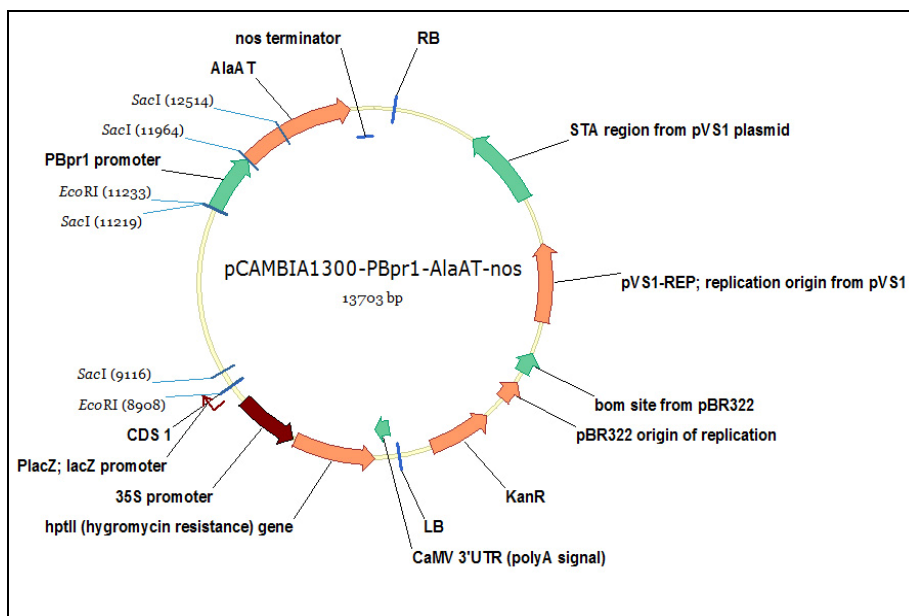 nos terminator
RB
AlaAT
SacI (12514)
SacI (11964)
STA region from pVS1 plasmid
PBpr1 promoter
EcoRI (11233)
SacI (11219)
pCAMBIA1300-PBpr1-AlaAT-nos
13703 bp
pVS1-REP; replication origin from pVS1
SacI (9116)
EcoRI (8908)
bom site from pBR322
CDS 1
pBR322 origin of replication
PlacZ; lacZ promoter
35S promoter
KanR
hptII (hygromycin resistance) gene
LB
CaMV 3'UTR (polyA signal)